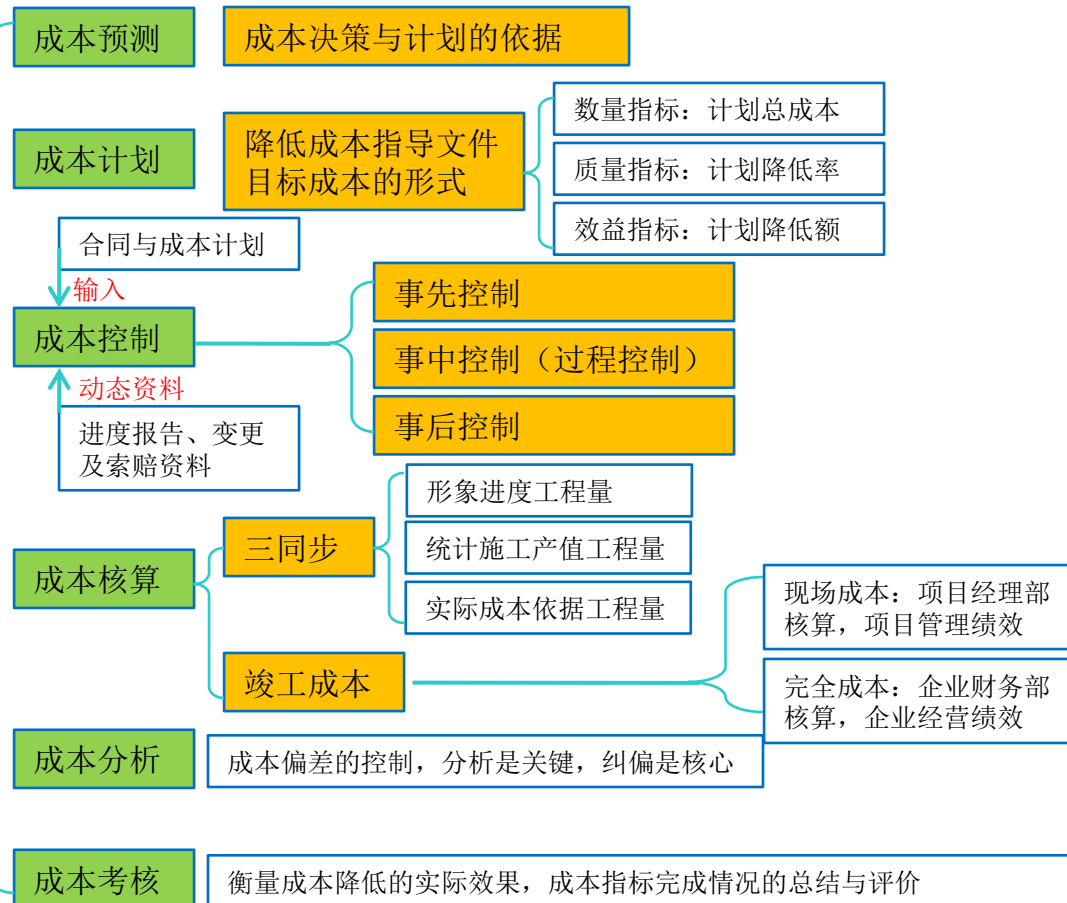 成本预测
成本决策与计划的依据
成本计划
降低成本指导文件
目标成本的形式
数量指标：计划总成本
质量指标：计划降低率
效益指标：计划降低额
合同与成本计划
输入
成本控制
动态资料
进度报告、变更
及索赔资料
事先控制
事中控制（过程控制）
事后控制
成本核算
三同步
形象进度工程量
统计施工产值工程量
实际成本依据工程量
竣工成本
现场成本：项目经理部
核算，项目管理绩效
完全成本：企业财务部
核算，企业经营绩效
成本分析
成本偏差的控制，分析是关键，纠偏是核心
成本考核
衡量成本降低的实际效果，成本指标完成情况的总结与评价